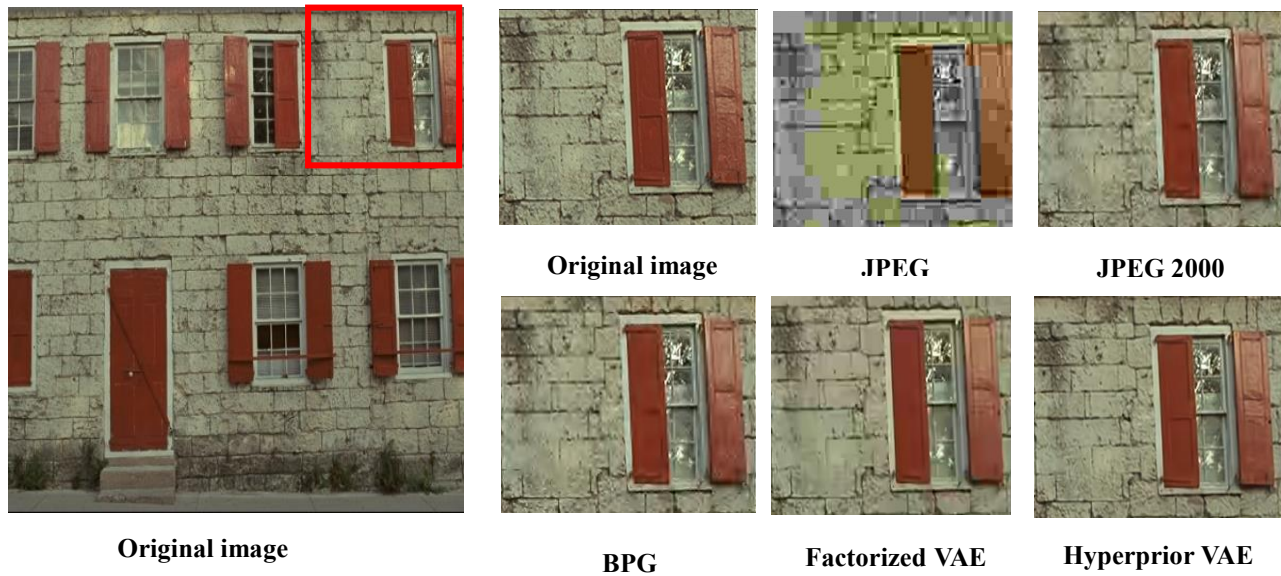 Original image
JPEG
JPEG 2000
Original image
BPG
Factorized VAE
Hyperprior VAE